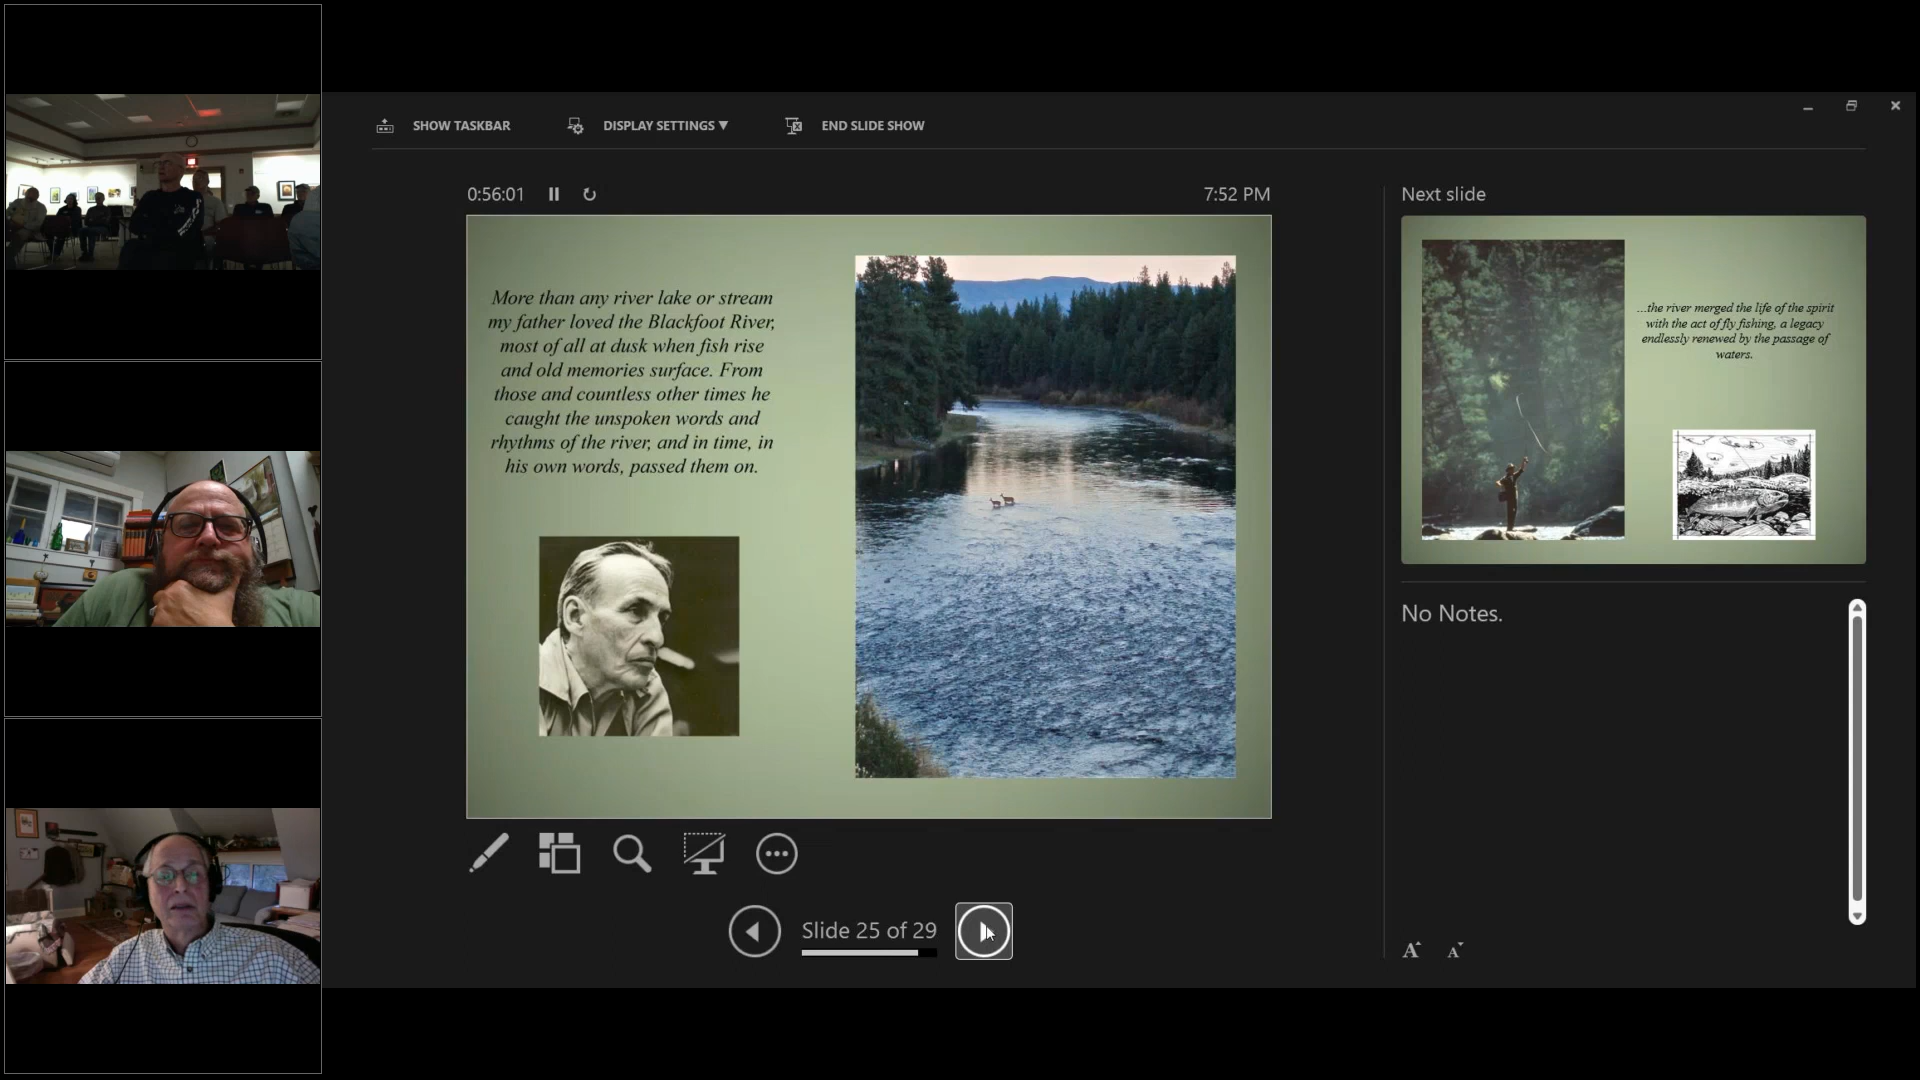 SHOW TASKBAR
DISPLAY SETTINGS ▼
END SLIDE SHOW
0:56:01
7:52 PM
More than any river lake or stream
my father loved the Blackfoot River,
most of all at dusk when fish rise
and old memories surface. From
those and countless other times he
caught the unspoken words and
rhythms of the river, and in time, in
his own words, passed them on.
Slide 25 of 29
Next slide
...the river merged the life of the spirit
with the act of fly fishing, a legacy
endlessly renewed by the passage of
waters.
No Notes.
A A